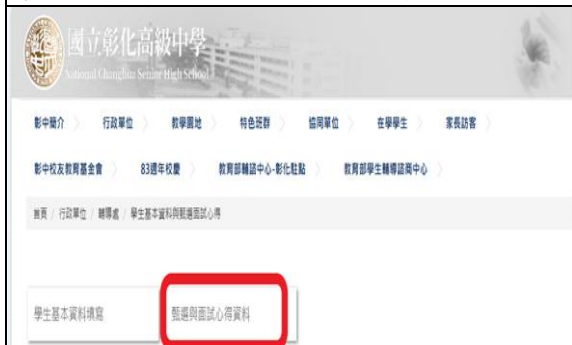 國立彰化高級中學
National Changhua Senior High School
彰中簡介 〉 行政單位 〉 教學園地 〉 特色班群 〉 協同單位 〉 在學學生 〉 家長訪客 〉
彰中校友教育基金會 〉 83週年校慶 〉 教育部輔諮中心-彰化駐點 〉 教育部學生輔導諮商中心 〉
首頁 / 行政單位 / 輔導處 / 學生基本資料與甄選面試心得
學生基本資料填寫 甄選與面試心得資料